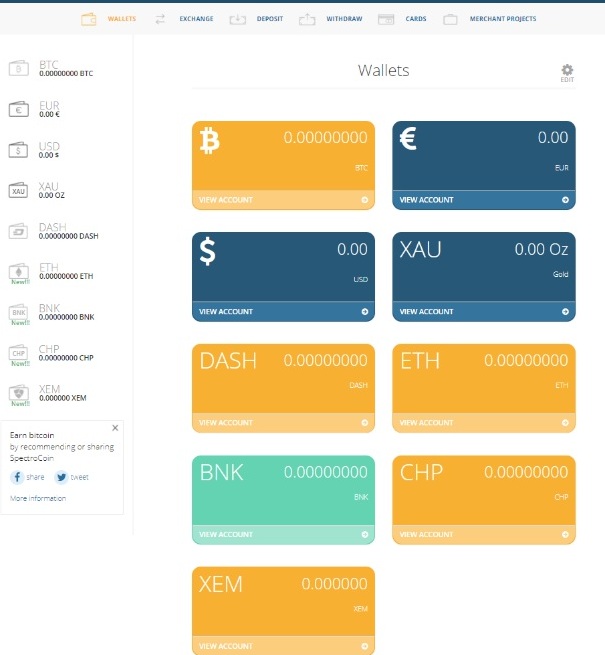 WALLETS EXCHANGE DEPOSIT WITHDRAW CARDS MERCHANT PROJECTS
BTC
0.00000000 BTC
EUR
0.00 €
USD
0.00 $
XAU
0.00 OZ
DASH
0.00000000 DASH
ETH
0.00000000 ETH
New!!!
BNK
0.00000000 BNK
New!!!
CHP
0.00000000 CHP
New!!!
XEM
0.000000 XEM
New!!!
Earn bitcoin
by recommending or sharing
SpectroCoin
share tweet
More information
Wallets
EDIT
0.00000000
BTC
VIEW ACCOUNT
€ 0.00
EUR
VIEW ACCOUNT
$ 0.00
USD
VIEW ACCOUNT
XAU 0.00 Oz
Gold
VIEW ACCOUNT
DASH 0.00000000
DASH
VIEW ACCOUNT
ETH 0.00000000
ETH
VIEW ACCOUNT
BNK 0.00000000
BNK
VIEW ACCOUNT
CHP 0.00000000
CHP
VIEW ACCOUNT
XEM 0.000000
XEM
VIEW ACCOUNT